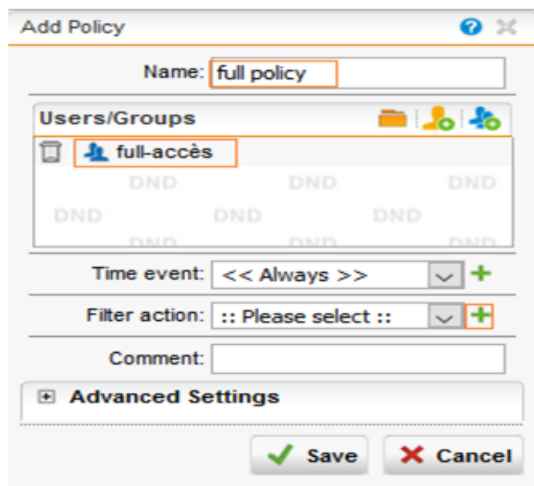 Add Policy
Name: full policy
Users/Groups
full-accès
DND DND DND
DND DND DND
DND DND DND
Time event: << Always >>
Filter action: :: Please select ::
Comment:
Advanced Settings
Save Cancel